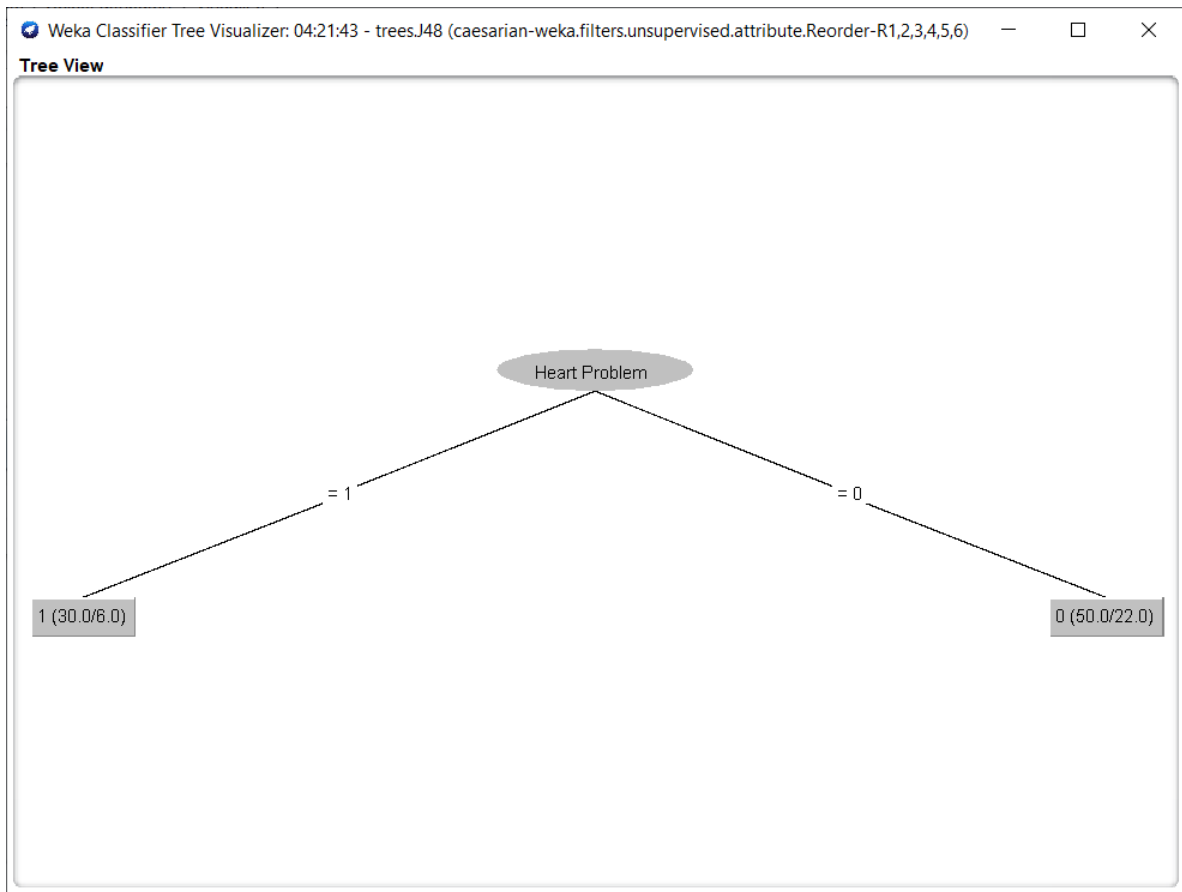 Weka Classifier Tree Visualizer: 04:21:43 - trees.J48 (caesarian-weka.filters.unsupervised.attribute.Reorder-R1,2,3,4,5,6)
Tree View
Heart Problem
= 1
= 0
1 (30.0/6.0)
0 (50.0/22.0)